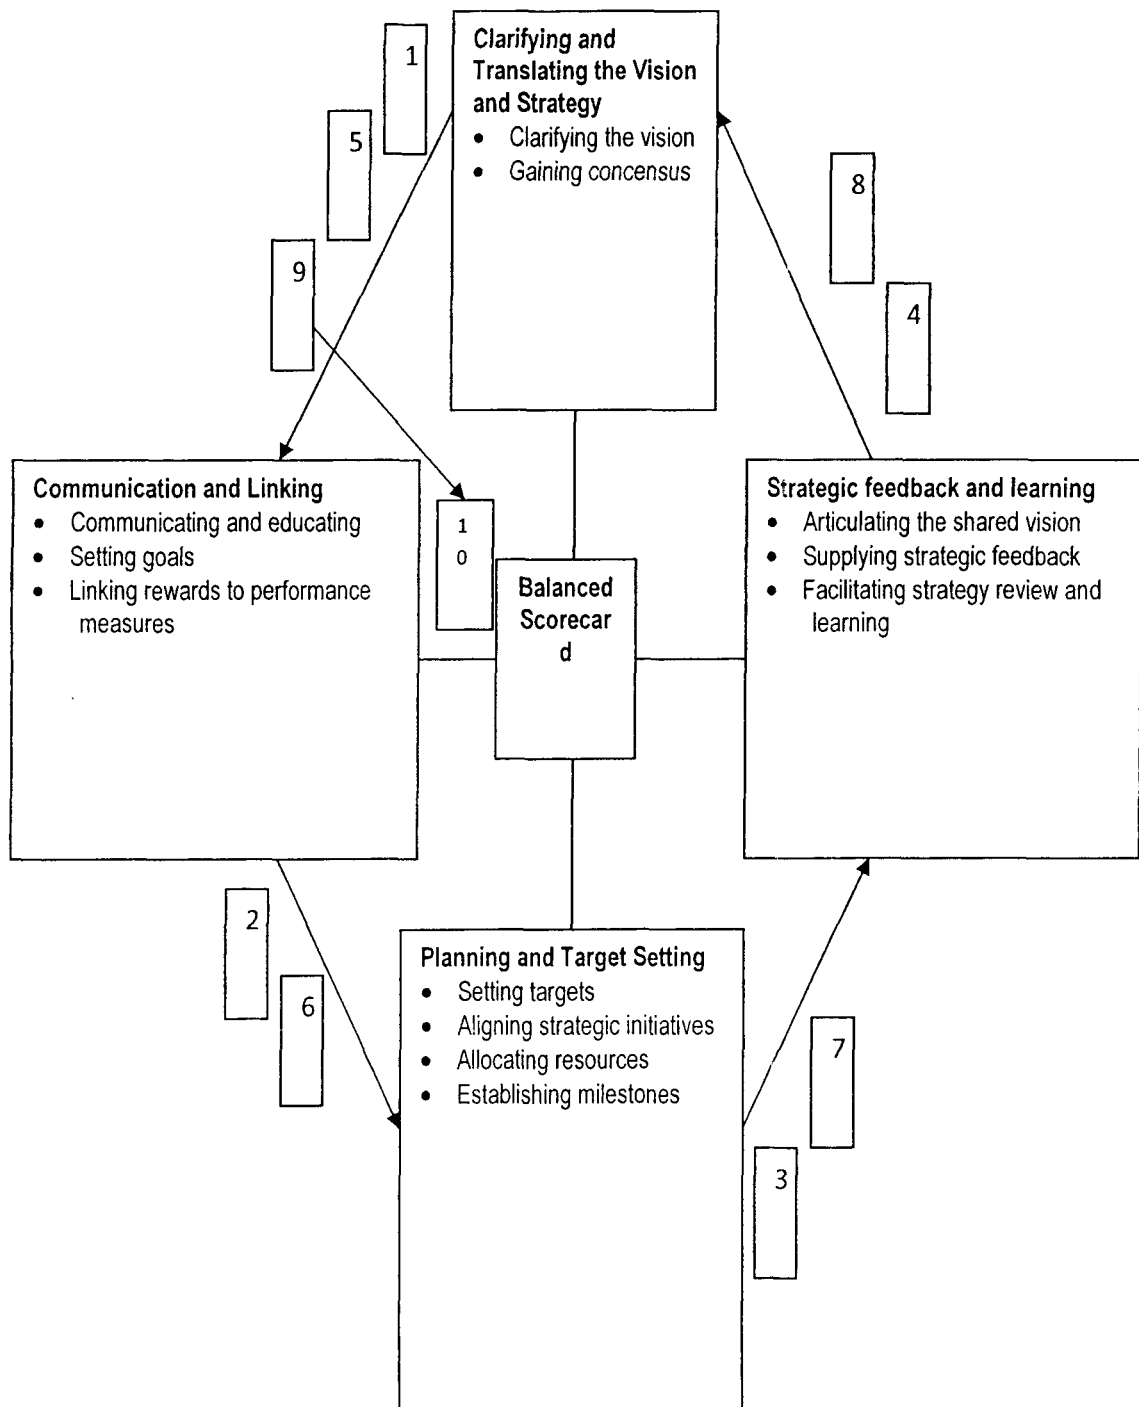 Clarifying and
Translating the Vision
and Strategy
• Clarifying the vision
• Gaining concensus
1
5
9
8
4
Communication and Linking
• Communicating and educating
• Setting goals
• Linking rewards to performance
measures
1
0
Balanced
Scorecar
d
Strategic feedback and learning
• Articulating the shared vision
• Supplying strategic feedback
• Facilitating strategy review and
learning
2
6
Planning and Target Setting
• Setting targets
• Aligning strategic initiatives
• Allocating resources
• Establishing milestones
7
3